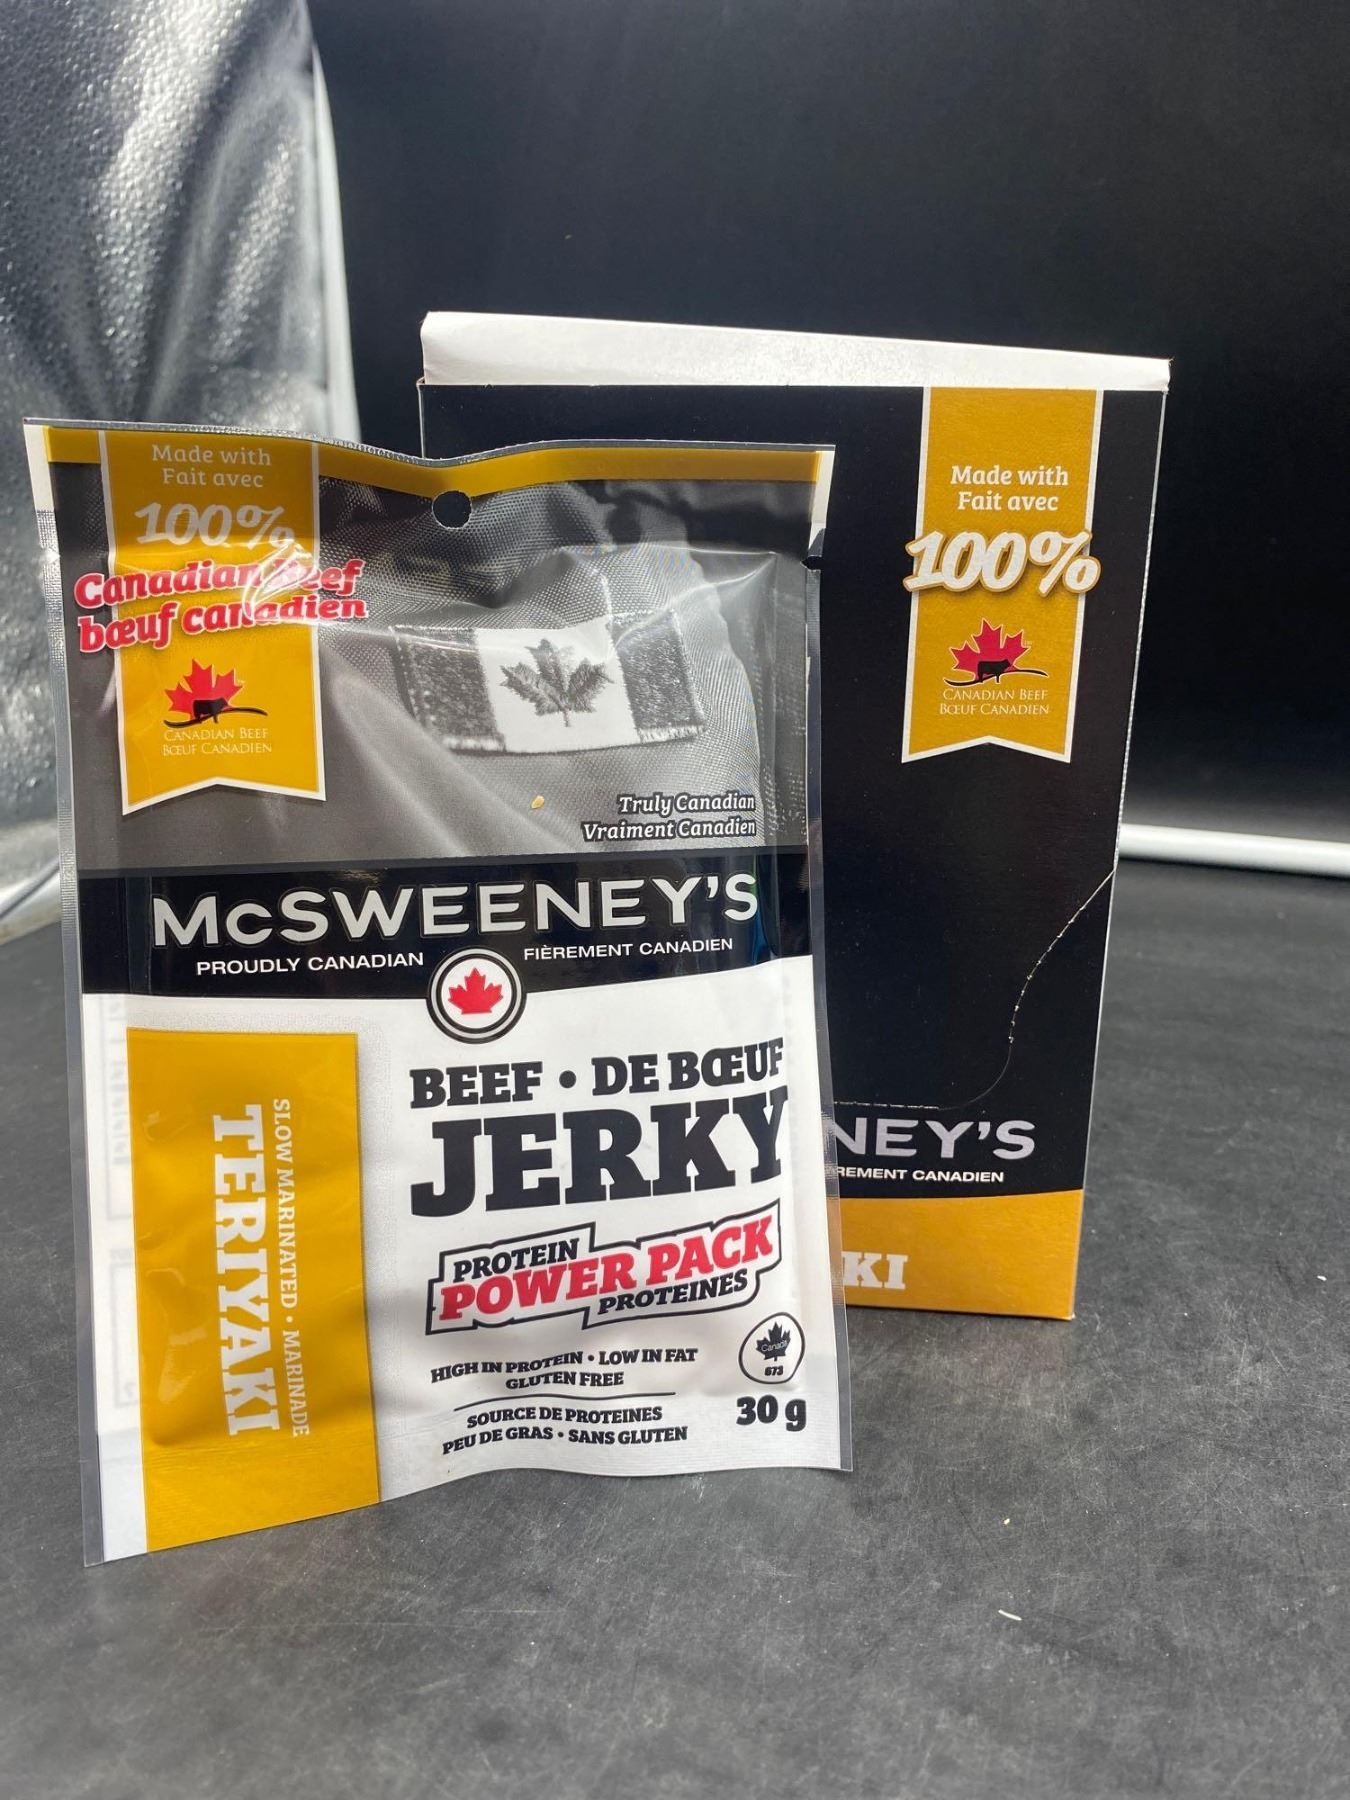 Made with
Fait avec
100%
Canadian Beef
bœuf canadien
CANADIAN BEEF
BŒUF CANADIEN
Truly Canadian
Vraiment Canadien
McSWEENEY'S
PROUDLY CANADIAN
FIÈREMENT CANADIEN
SLOW MARINATED • MARINADE
TERIYAKI
BEEF • DE BŒUF
JERKY
PROTEIN
POWER PACK
PROTEINES
HIGH IN PROTEIN • LOW IN FAT
GLUTEN FREE
SOURCE DE PROTEINES
PEU DE GRAS • SANS GLUTEN
Canada
673
30 g
Made with
Fait avec
100%
CANADIAN BEEF
BŒUF CANADIEN
NEY'S
REMENT CANADIEN
KI